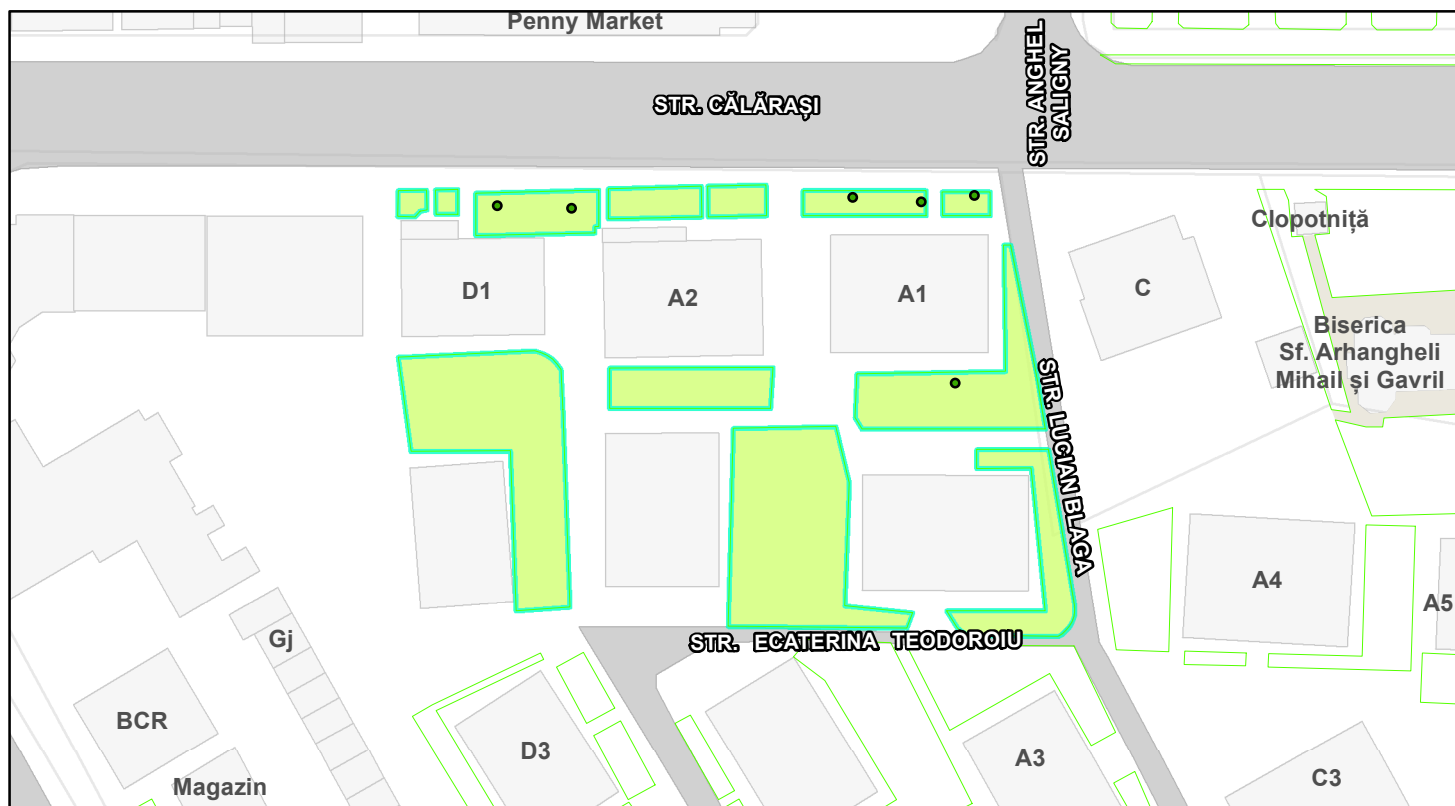 Penny Market
STR. CĂLĂRAȘI
STR. ANGHEL
SALIGNY
Clopotniță
D1
A2
A1
C
Biserica
Sf. Arhangheli
Mihail și Gavril
STR. LUCIAN BLAGA
A4
A5
Gj
STR. ECATERINA TEODOROIU
BCR
D3
A3
Magazin
C3